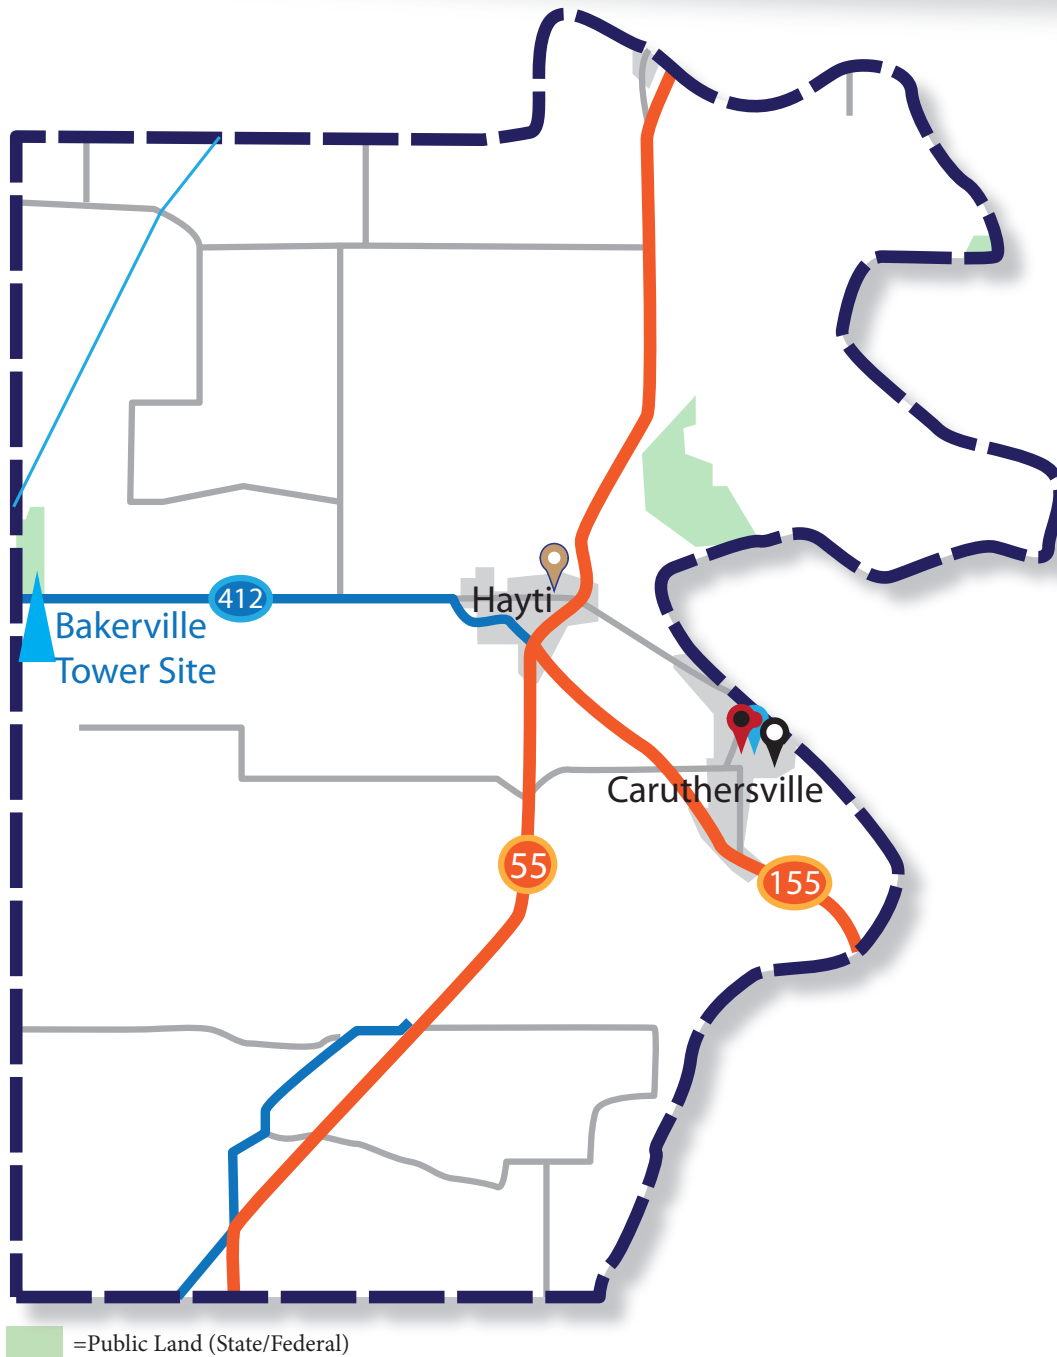 Hayti
412
Bakerville
Tower Site
Caruthersville
55
155
=Public Land (State/Federal)